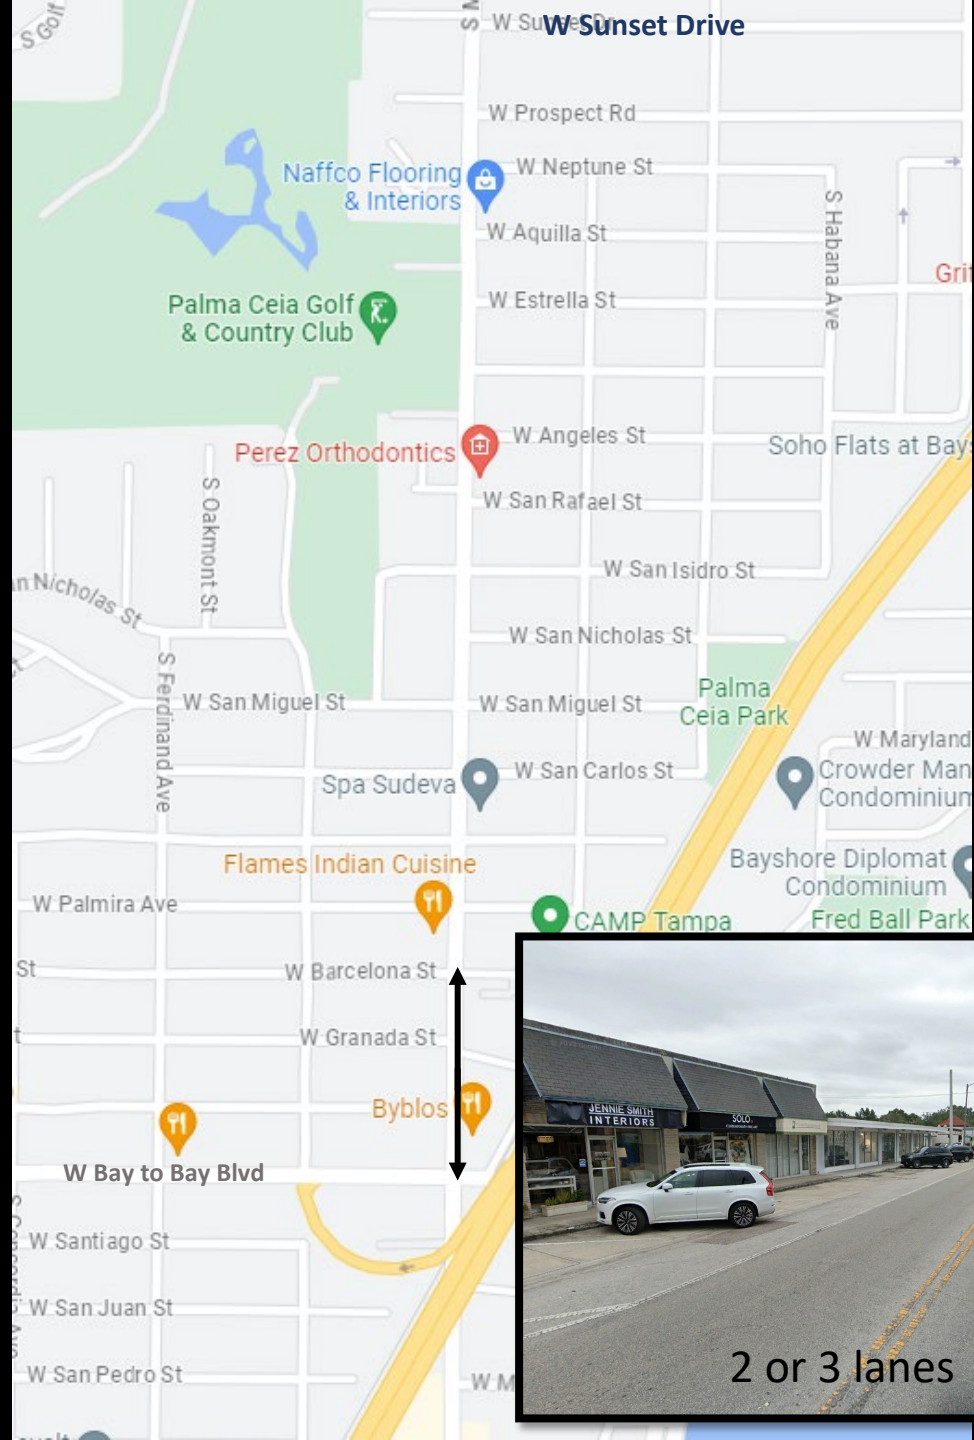 S Golf
S
W Sunset Drive
W Prospect Rd
W Neptune St
Naffco Flooring
& Interiors
W Aquilla St
S Habana Ave
W Estrella St
Palma Ceia Golf
& Country Club
W Angeles St
Perez Orthodontics
Soho Flats at Bay
S Oakmont St
W San Rafael St
W San Isidro St
n Nicholas St
W San Nicholas St
S Ferdinand Ave
W San Miguel St
W San Miguel St
Palma
Ceia Park
W Maryland
W San Carlos St
Spa Sudeva
Crowder Man
Condominium
Flames Indian Cuisine
Bayshore Diplomat
Condominium
W Palmira Ave
CAMP Tampa
Fred Ball Park
St
W Barcelona St
t
W Granada St
Byblos
JENNIE SMITH
INTERIORS
SOLO
W Bay to Bay Blvd
W Santiago St
W San Juan St
W San Pedro St
W M
2 or 3 lanes